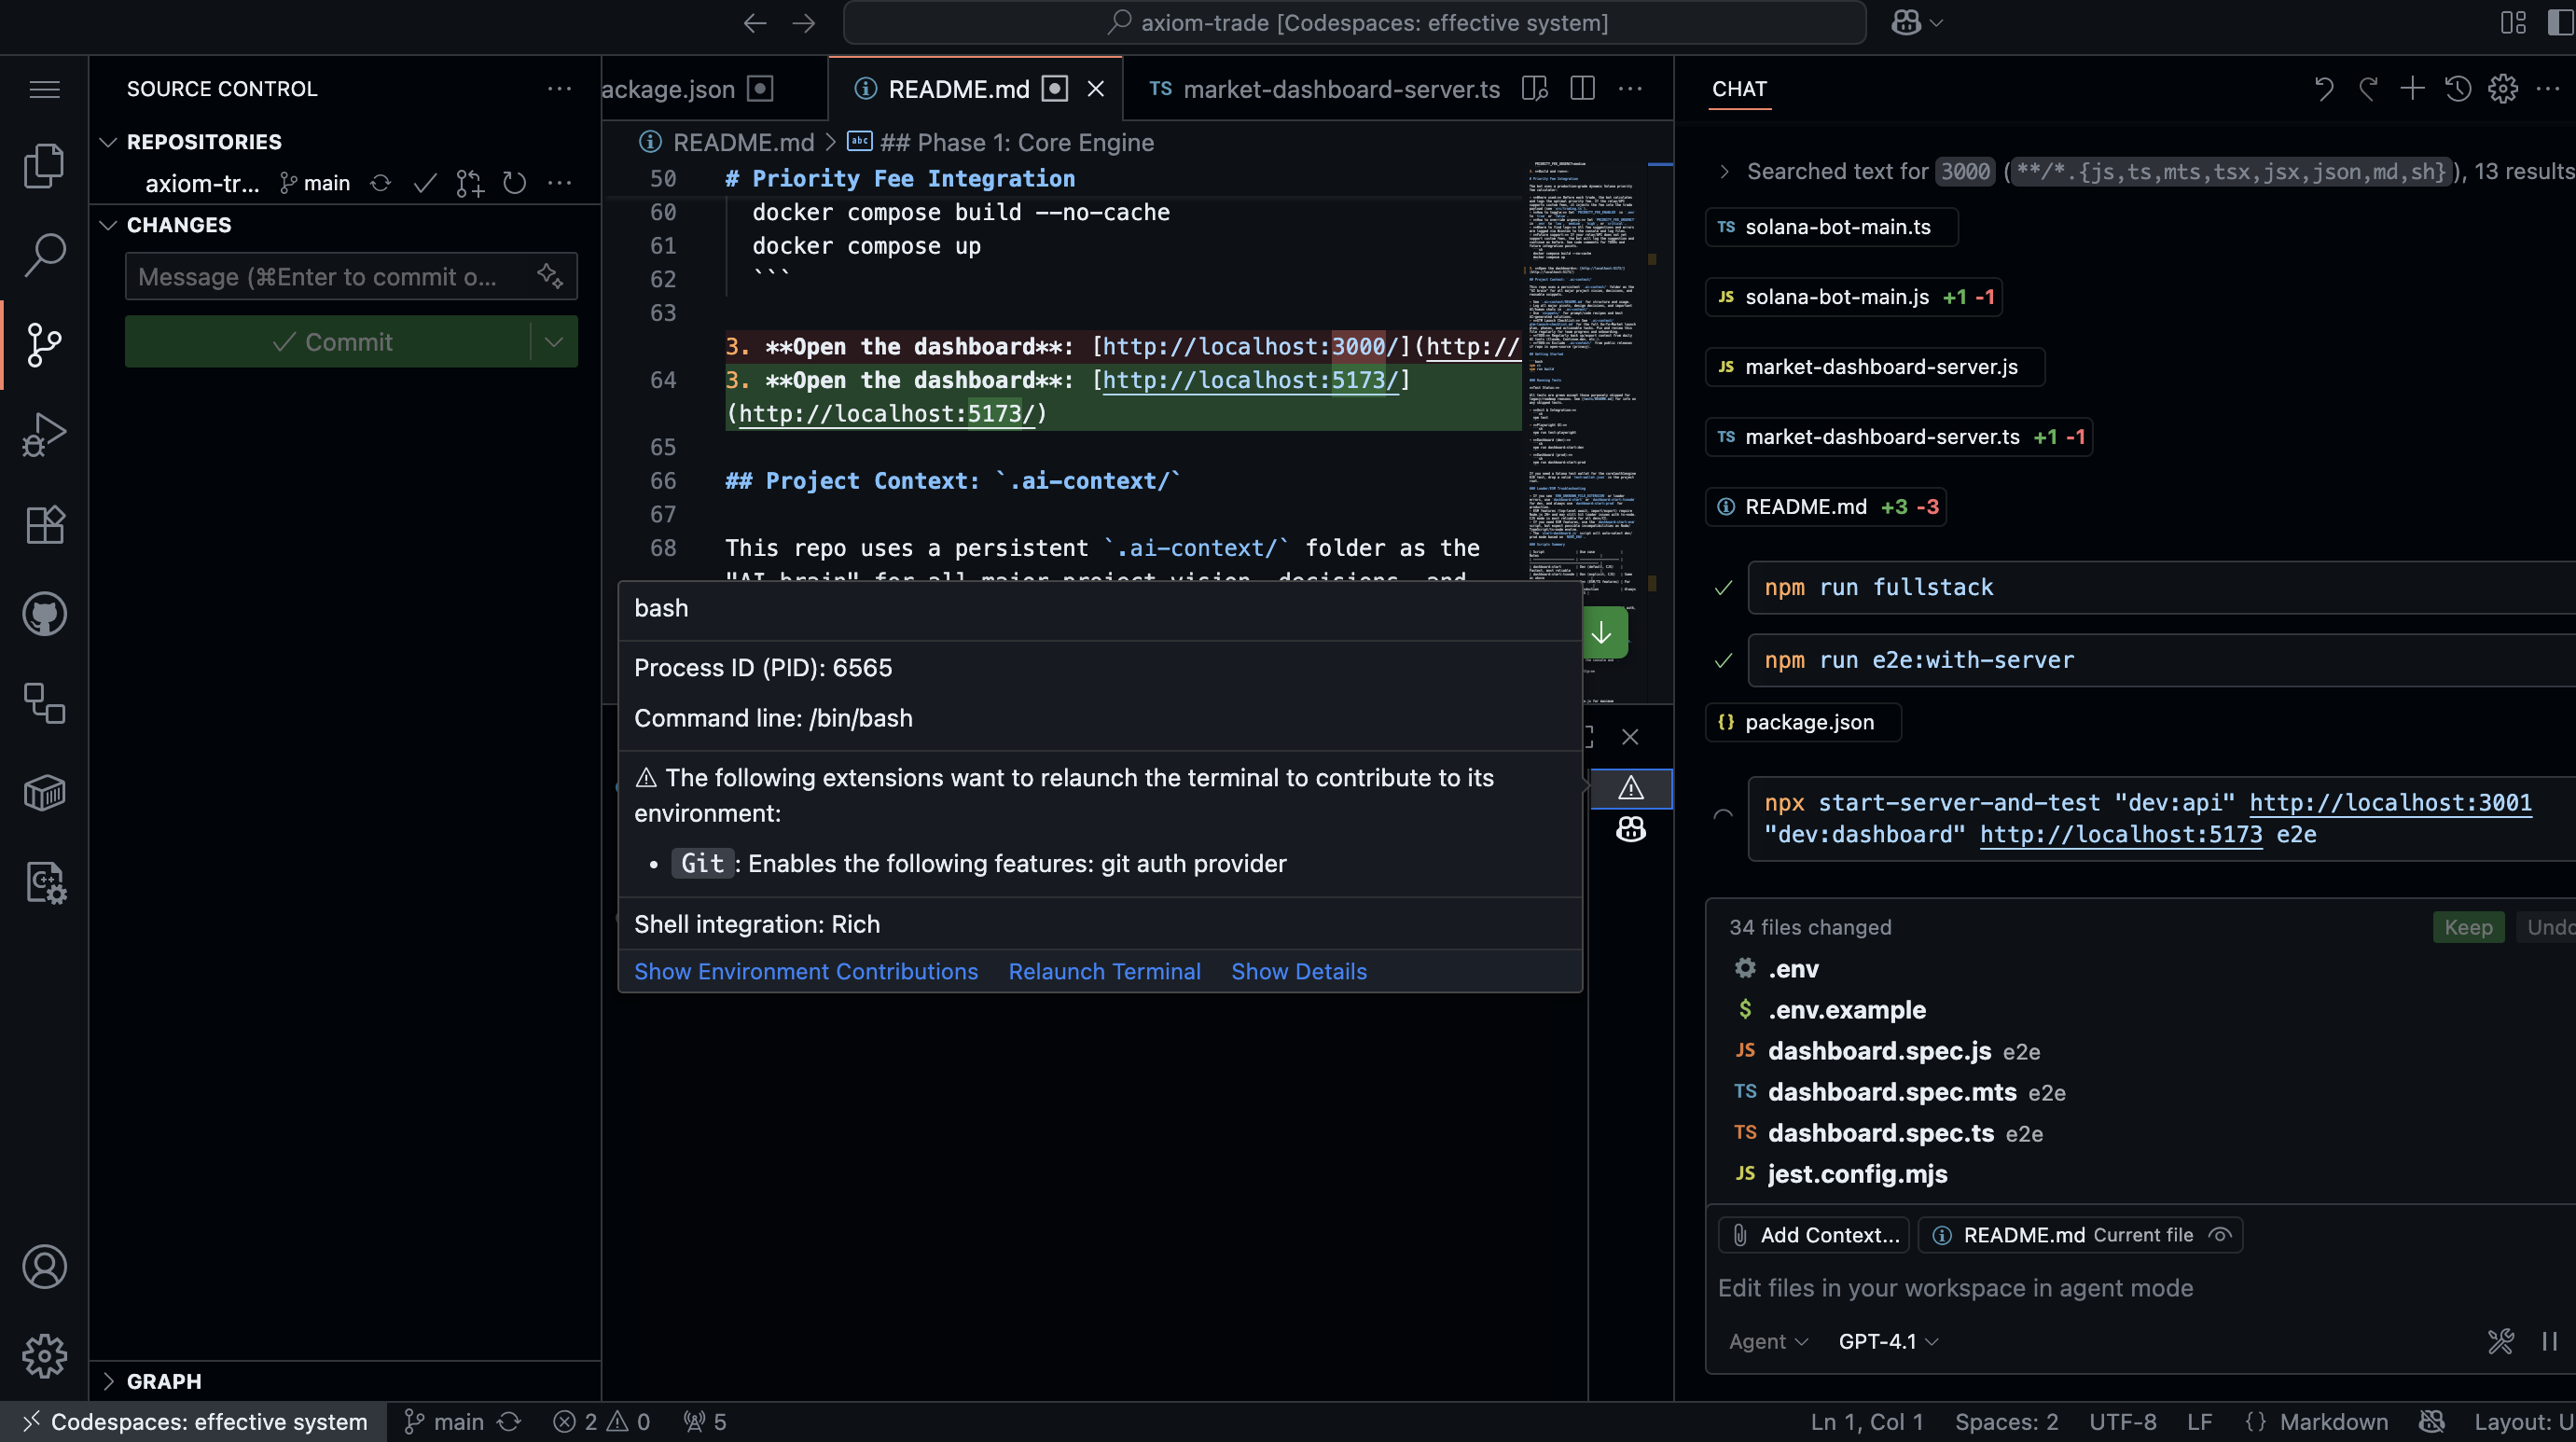 axiom-trade [Codespaces: effective system]
SOURCE CONTROL
REPOSITORIES
axiom-tr... main
CHANGES
Message (⌘Enter to commit o...
Commit
GRAPH
ackage.json
README.md
TS market-dashboard-server.ts
README.md > ## Phase 1: Core Engine
50 # Priority Fee Integration
60 docker compose build --no-cache
61 docker compose up
62 ```
63
3. **Open the dashboard**: [http://localhost:3000/](http://
64 3. **Open the dashboard**: [http://localhost:5173/]
(http://localhost:5173/)
65
66 ## Project Context: `.ai-context/`
67
68 This repo uses a persistent `.ai-context/` folder as the
"AI brain" for all major project vision, decisions, and
bash
Process ID (PID): 6565
Command line: /bin/bash
The following extensions want to relaunch the terminal to contribute to its
environment:
• Git: Enables the following features: git auth provider
Shell integration: Rich
Show Environment Contributions Relaunch Terminal Show Details
CHAT
Searched text for 3000 (**/*.{js,ts,mts,tsx,jsx,json,md,sh}), 13 results
TS solana-bot-main.ts
JS solana-bot-main.js +1 -1
JS market-dashboard-server.js
TS market-dashboard-server.ts +1 -1
README.md +3 -3
npm run fullstack
npm run e2e:with-server
{} package.json
npx start-server-and-test "dev:api" http://localhost:3001
"dev:dashboard" http://localhost:5173 e2e
34 files changed Keep Undo
.env
$ .env.example
JS dashboard.spec.js e2e
TS dashboard.spec.mts e2e
TS dashboard.spec.ts e2e
JS jest.config.mjs
Add Context... README.md Current file
Edit files in your workspace in agent mode
Agent GPT-4.1
Codespaces: effective system main 2 0 5 Ln 1, Col 1 Spaces: 2 UTF-8 LF {} Markdown Layout: U